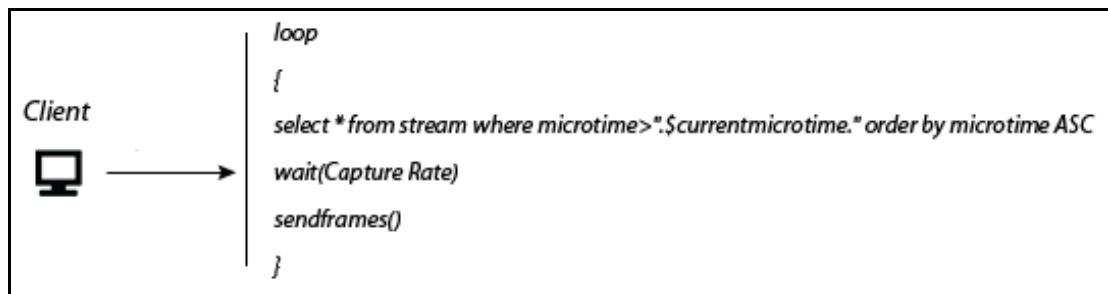 Client
loop
{
select * from stream where microtime>".$currentmicrotime." order by microtime ASC
wait(Capture Rate)
sendframes()
}